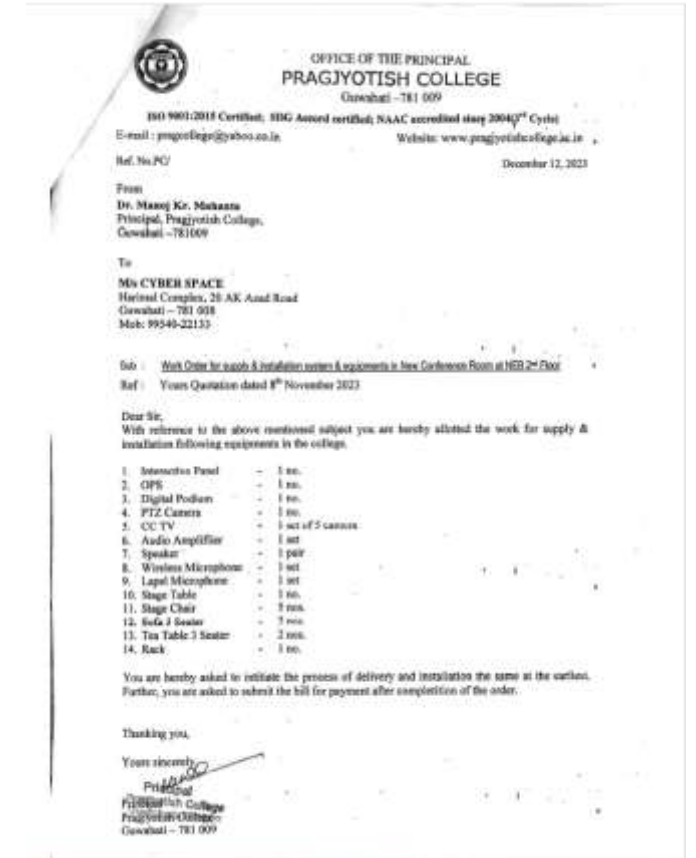 OFFICE OF THE PRINCIPAL
PRAGJYOTISH COLLEGE
Guwahati -781 009
ISO 9001:2015 Certified; SDG Accord certified; NAAC accredited since 2004(3rd Cycle)
E-mail : pragcollege@yahoo.co.in
Website: www.pragjyotishcollege.ac.in
Ref. No.PC/
December 12, 2023
From
Dr. Manoj Kr. Mahanta
Principal, Pragjyotish College,
Guwahati –781009
To
M/s CYBER SPACE
Harimal Complex, 20 AK Azad Road
Guwahati – 781 008
Mob: 99540-22133
Sub : Work Order for supply & installation system & equipments in New Conference Room at NEB 2nd Floor
Ref : Yours Quotation dated 8th November 2023
Dear Sir,
With reference to the above mentioned subject you are hereby allotted the work for supply &
installation following equipments in the college.
1. Interactive Panel - 1 no.
2. OPS - 1 no.
3. Digital Podium - 1 no.
4. PTZ Camera - 1 no.
5. CC TV - 1 set of 5 cameras
6. Audio Amplifier - 1 set
7. Speaker - 1 pair
8. Wireless Microphone - 1 set
9. Lapel Microphone - 1 set
10. Stage Table - 1 no.
11. Stage Chair - 5 nos.
12. Sofa 3 Seater - nos.
13. Tea Table 3 Seater - 2 nos.
14. Rack - 1 no.
You are hereby asked to initiate the process of delivery and installation the same at the earliest.
Further, you are asked to submit the bill for payment after completition of the order.
Thanking you,
Yours sincerely
Principal
Pragjyotish College
Guwahati – 781 009